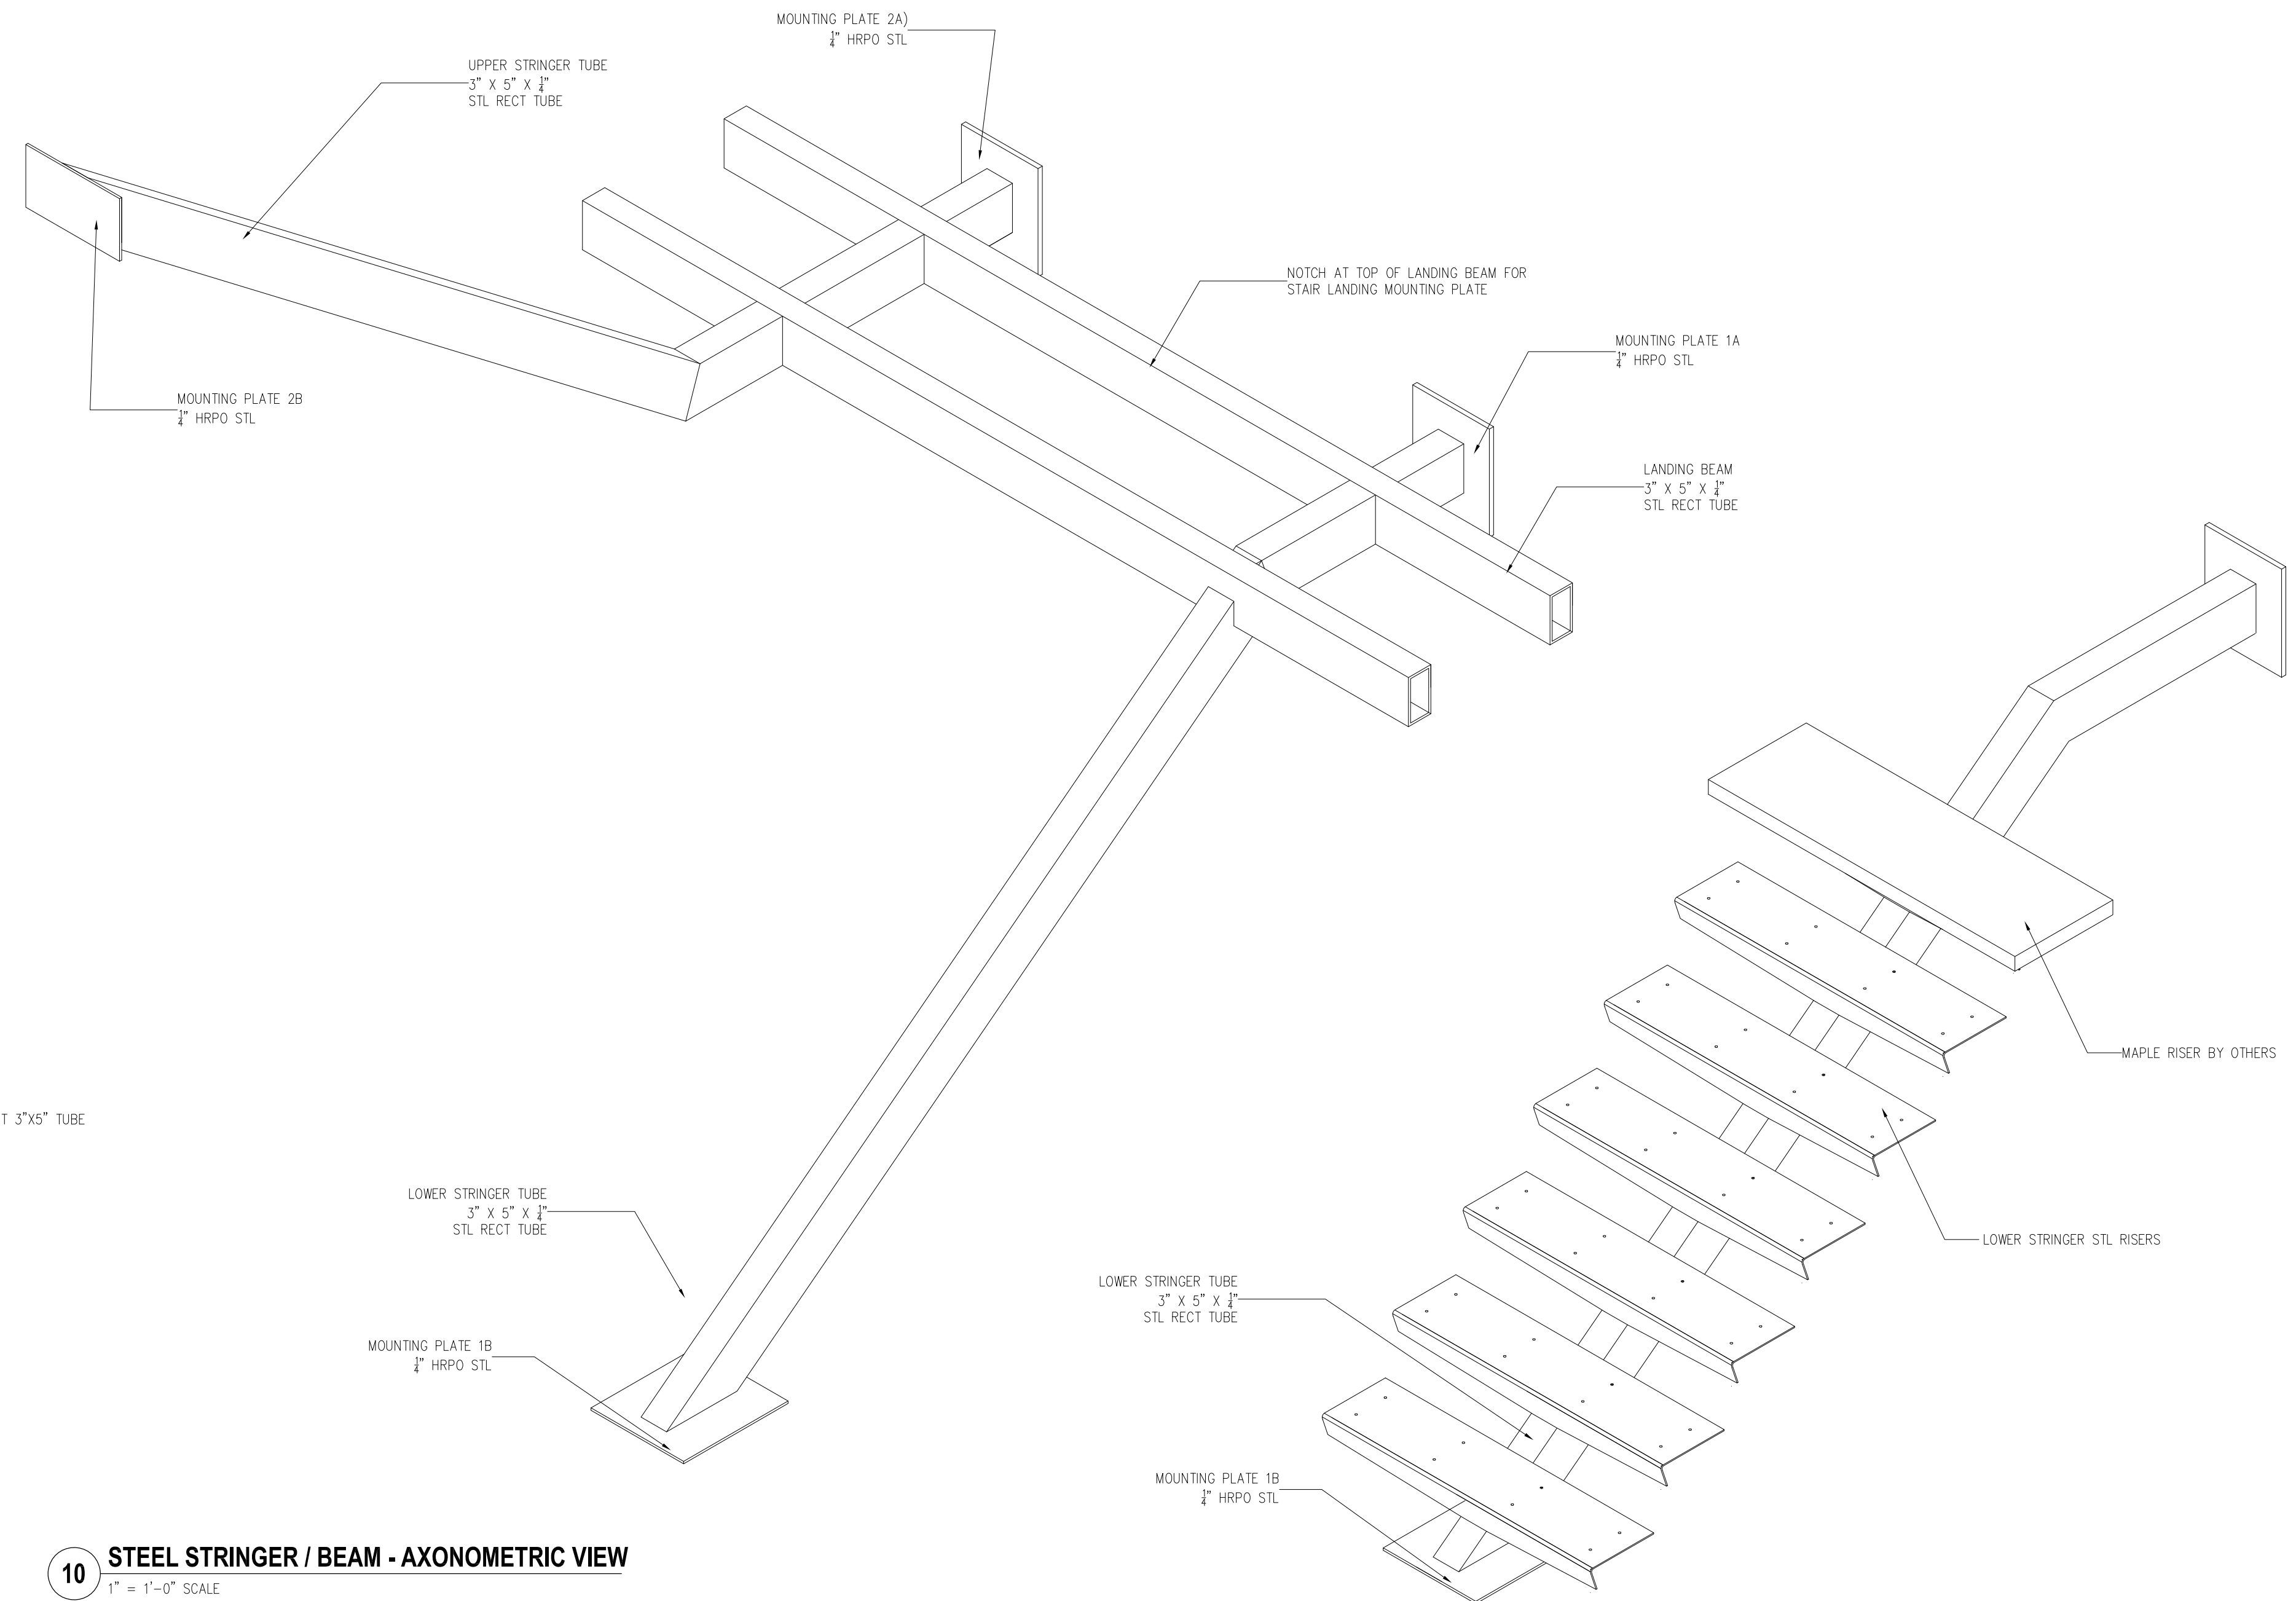 MOUNTING PLATE 2A)
1/4" HRPO STL
UPPER STRINGER TUBE
3" X 5" X 1/4"
STL RECT TUBE
NOTCH AT TOP OF LANDING BEAM FOR
STAIR LANDING MOUNTING PLATE
MOUNTING PLATE 1A
1/4" HRPO STL
MOUNTING PLATE 2B
1/4" HRPO STL
LANDING BEAM
3" X 5" X 1/4"
STL RECT TUBE
MAPLE RISER BY OTHERS
T 3"X5" TUBE
LOWER STRINGER TUBE
3" X 5" X 1/4"
STL RECT TUBE
LOWER STRINGER STL RISERS
LOWER STRINGER TUBE
3" X 5" X 1/4"
STL RECT TUBE
MOUNTING PLATE 1B
1/4" HRPO STL
MOUNTING PLATE 1B
1/4" HRPO STL
10 STEEL STRINGER / BEAM - AXONOMETRIC VIEW
1" = 1'-0" SCALE